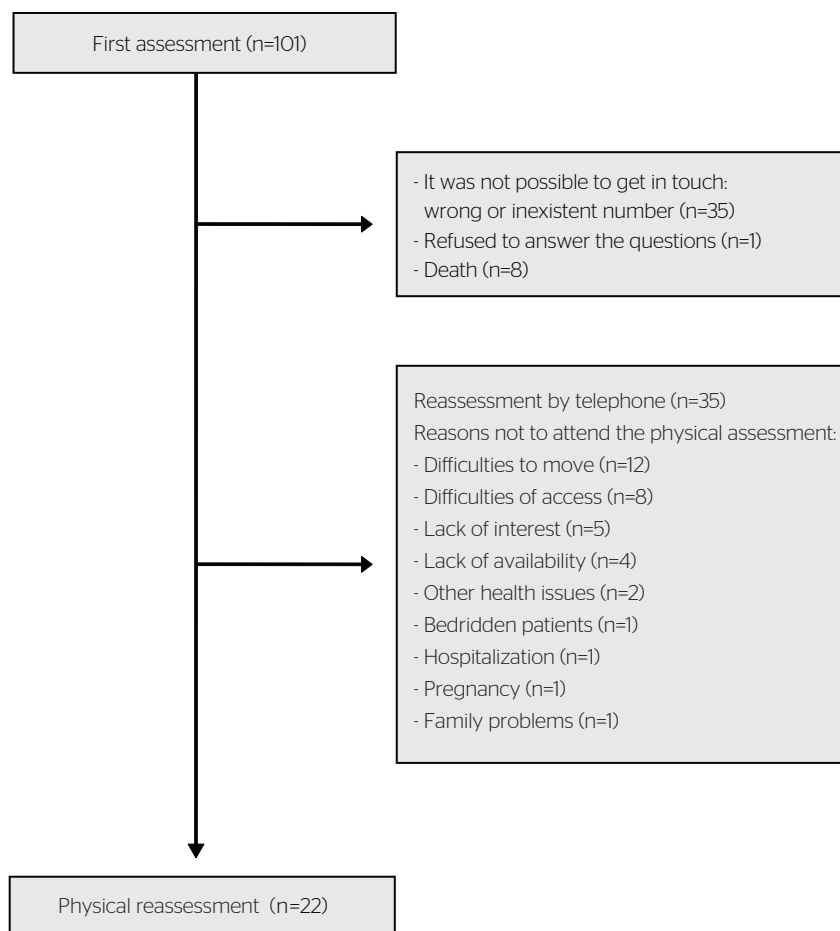 First assessment (n=101)
- It was not possible to get in touch:
wrong or inexistent number (n=35)
- Refused to answer the questions (n=1)
- Death (n=8)
Reassessment by telephone (n=35)
Reasons not to attend the physical assessment:
- Difficulties to move (n=12)
- Difficulties of access (n=8)
- Lack of interest (n=5)
- Lack of availability (n=4)
- Other health issues (n=2)
- Bedridden patients (n=1)
- Hospitalization (n=1)
- Pregnancy (n=1)
- Family problems (n=1)
Physical reassessment (n=22)